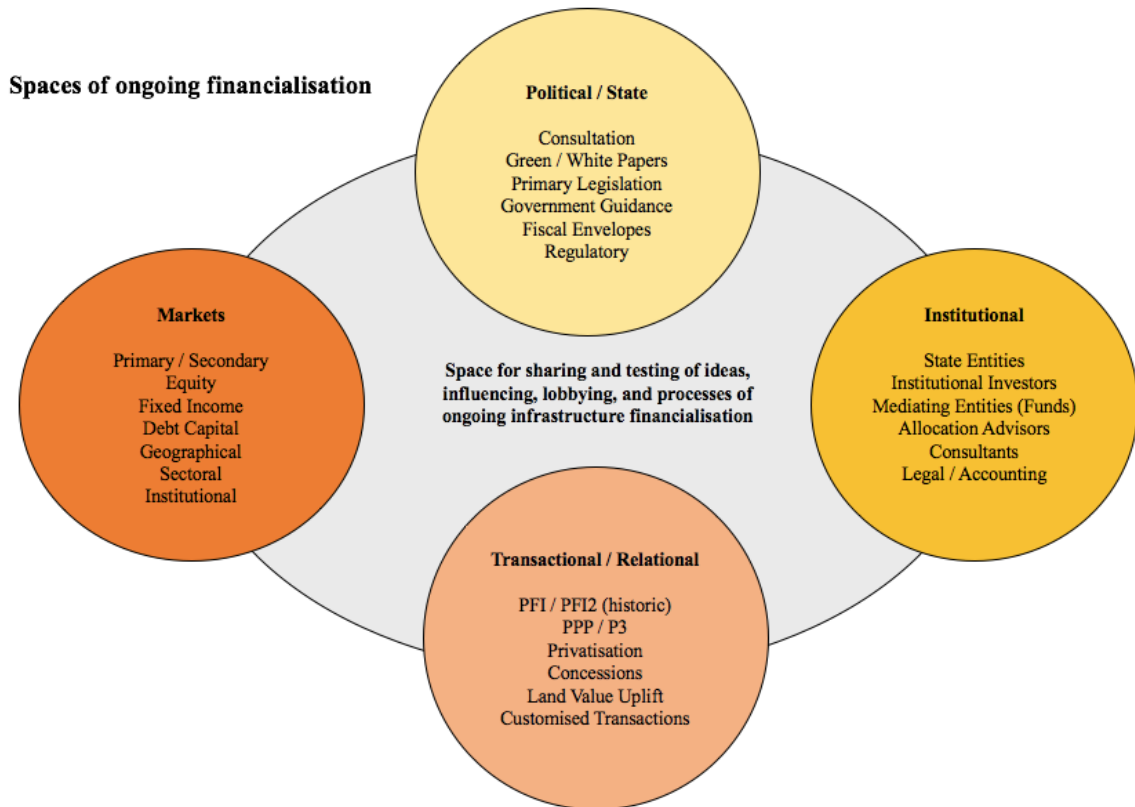 Spaces of ongoing financialisation
Political / State
Consultation
Green / White Papers
Primary Legislation
Government Guidance
Fiscal Envelopes
Regulatory
Markets
Primary / Secondary
Equity
Fixed Income
Debt Capital
Geographical
Sectoral
Institutional
Space for sharing and testing of ideas,
influencing, lobbying, and processes of
ongoing infrastructure financialisation
Institutional
State Entities
Institutional Investors
Mediating Entities (Funds)
Allocation Advisors
Consultants
Legal / Accounting
Transactional / Relational
PFI / PFI2 (historic)
PPP / P3
Privatisation
Concessions
Land Value Uplift
Customised Transactions